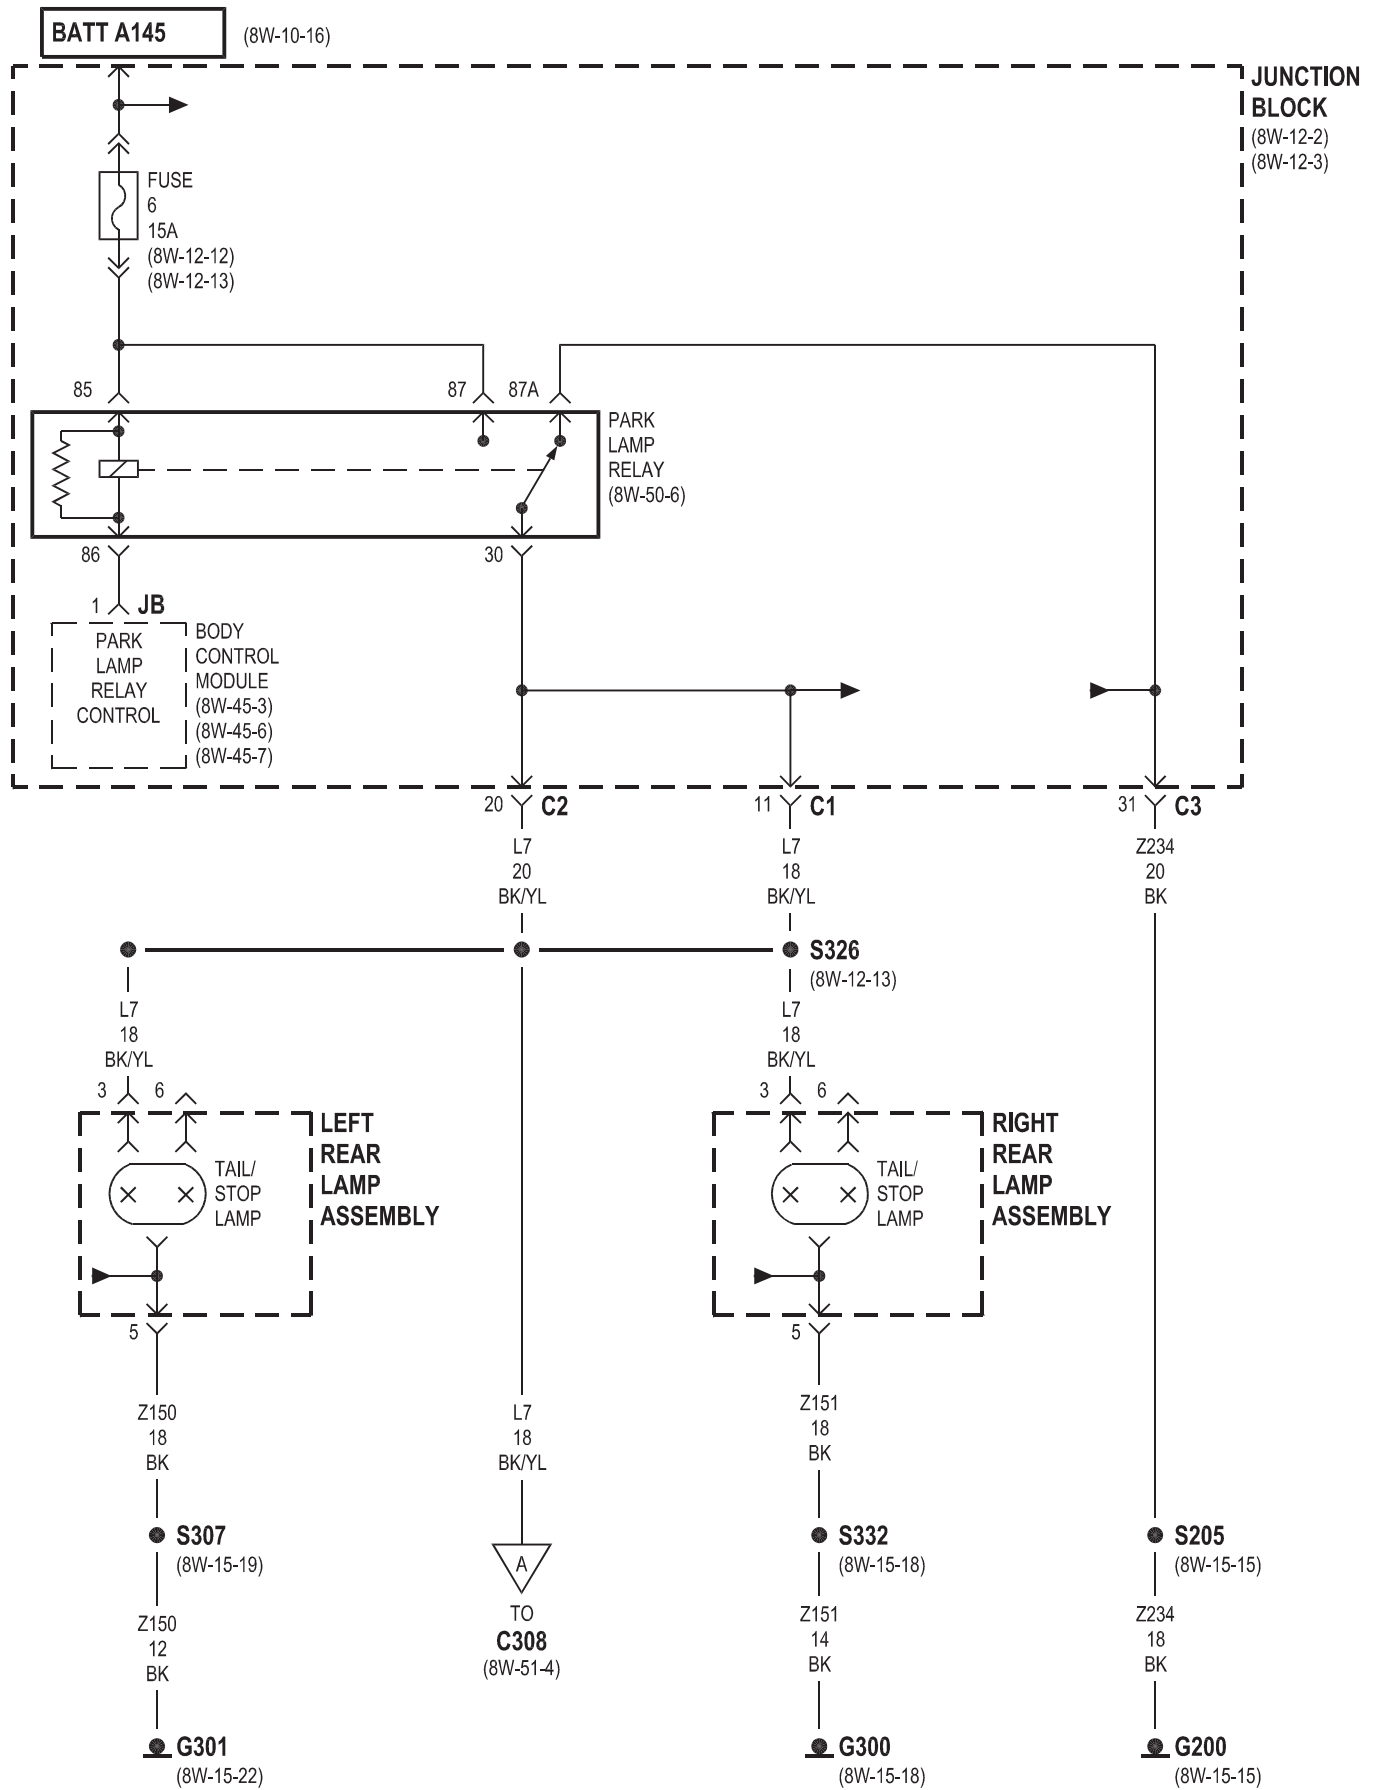 BATT A145
(8W-10-16)
JUNCTION
BLOCK
(8W-12-2)
(8W-12-3)
FUSE
6
15A
(8W-12-12)
(8W-12-13)
85
87
87A
PARK
LAMP
RELAY
(8W-50-6)
86
30
1
JB
PARK
LAMP
RELAY
CONTROL
BODY
CONTROL
MODULE
(8W-45-3)
(8W-45-6)
(8W-45-7)
20
C2
11
C1
31
C3
L7
20
BK/YL
L7
18
BK/YL
Z234
20
BK
S326
(8W-12-13)
L7
18
BK/YL
L7
18
BK/YL
3
6
3
6
LEFT
REAR
LAMP
ASSEMBLY
TAIL/
STOP
LAMP
RIGHT
REAR
LAMP
ASSEMBLY
TAIL/
STOP
LAMP
5
5
Z150
18
BK
L7
18
BK/YL
Z151
18
BK
S307
(8W-15-19)
A
TO
C308
(8W-51-4)
S332
(8W-15-18)
S205
(8W-15-15)
Z150
12
BK
Z151
14
BK
Z234
18
BK
G301
(8W-15-22)
G300
(8W-15-18)
G200
(8W-15-15)